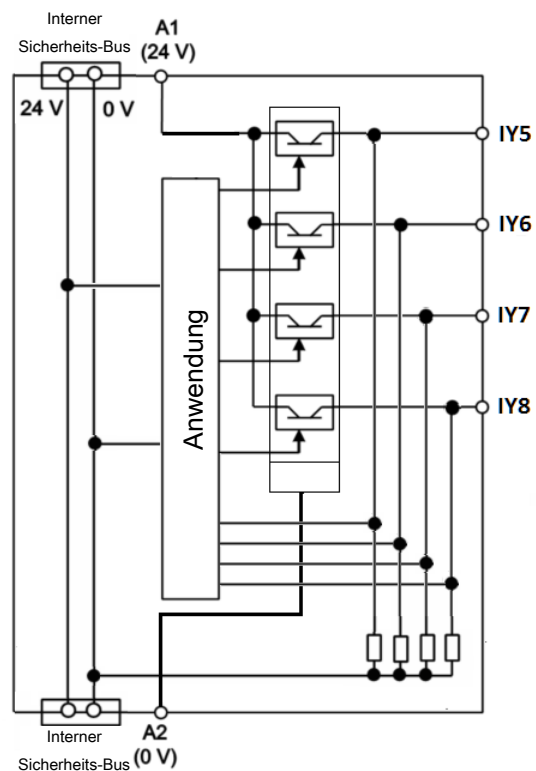 Interner
Sicherheits-Bus
A1
(24 V)
24 V
0 V
IY5
IY6
IY7
IY8
Anwendung
Interner
Sicherheits-Bus
A2
(0 V)